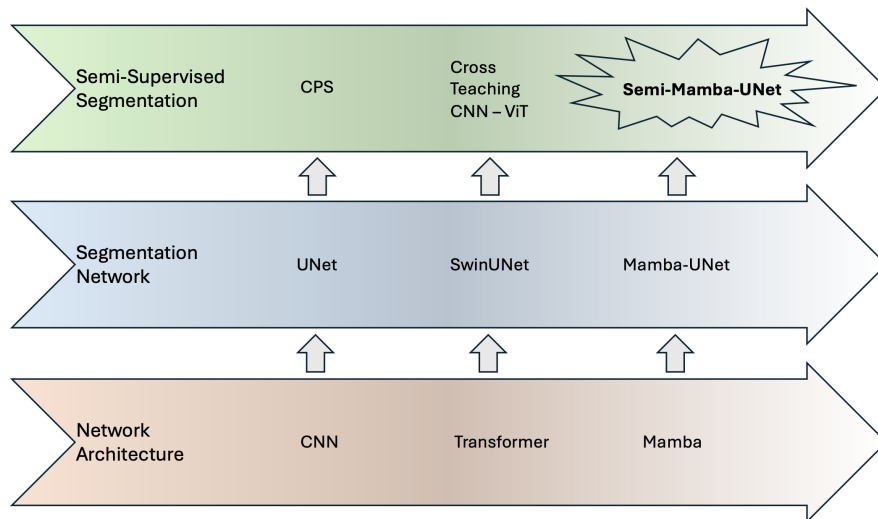 Semi-Supervised
Segmentation
CPS
Cross
Teaching
CNN – ViT
Semi-Mamba-UNet
Segmentation
Network
UNet
SwinUNet
Mamba-UNet
Network
Architecture
CNN
Transformer
Mamba